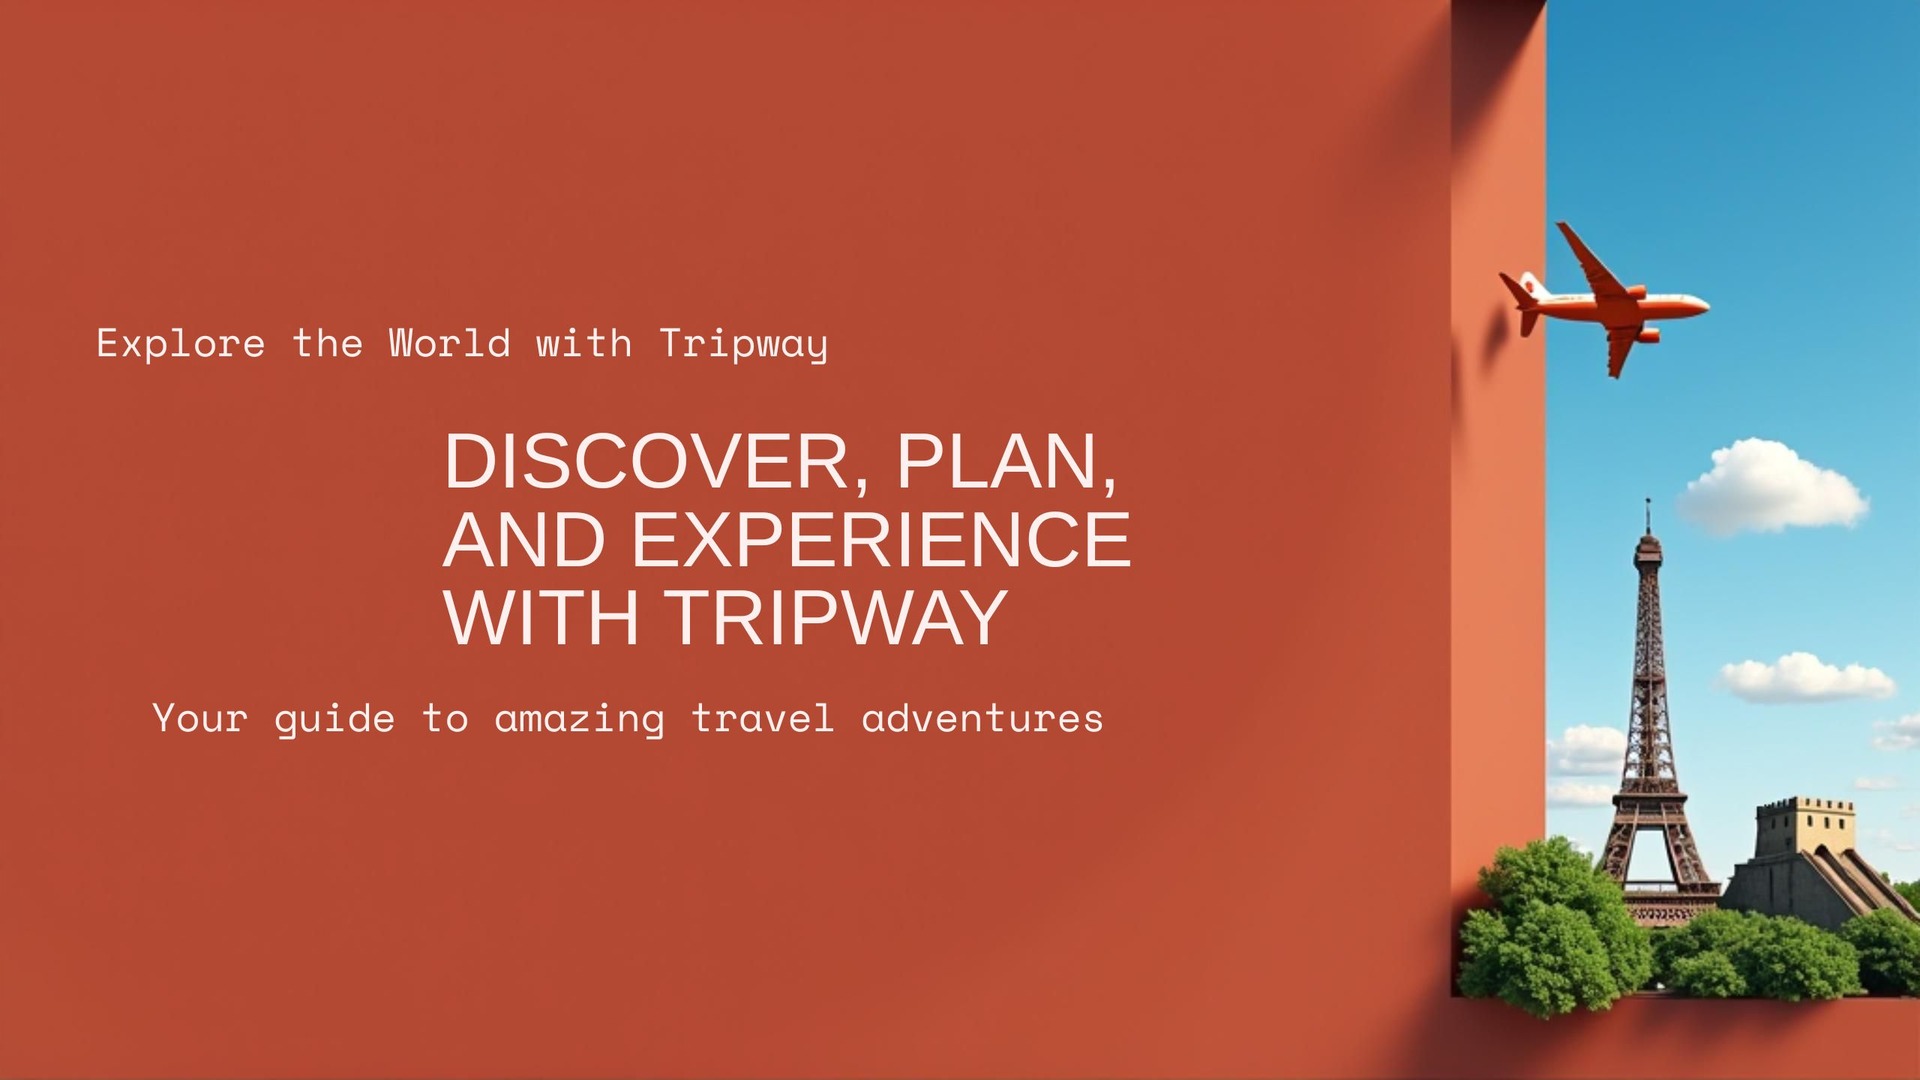 Explore the World with Tripway
DISCOVER, PLAN,
AND EXPERIENCE
WITH TRIPWAY
Your guide to amazing travel adventures